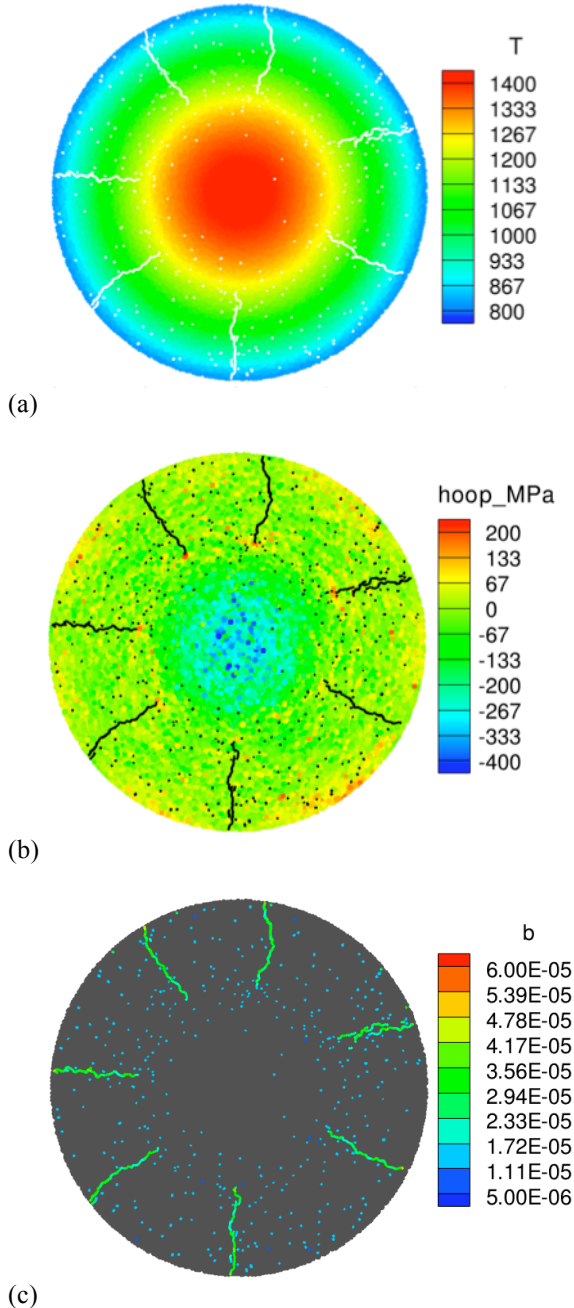 T
1400
1333
1267
1200
1133
1067
1000
933
867
800
(a)
hoop_MPa
200
133
67
0
-67
-133
-200
-267
-333
-400
(b)
b
6.00E-05
5.39E-05
4.78E-05
4.17E-05
3.56E-05
2.94E-05
2.33E-05
1.72E-05
1.11E-05
5.00E-06
(c)